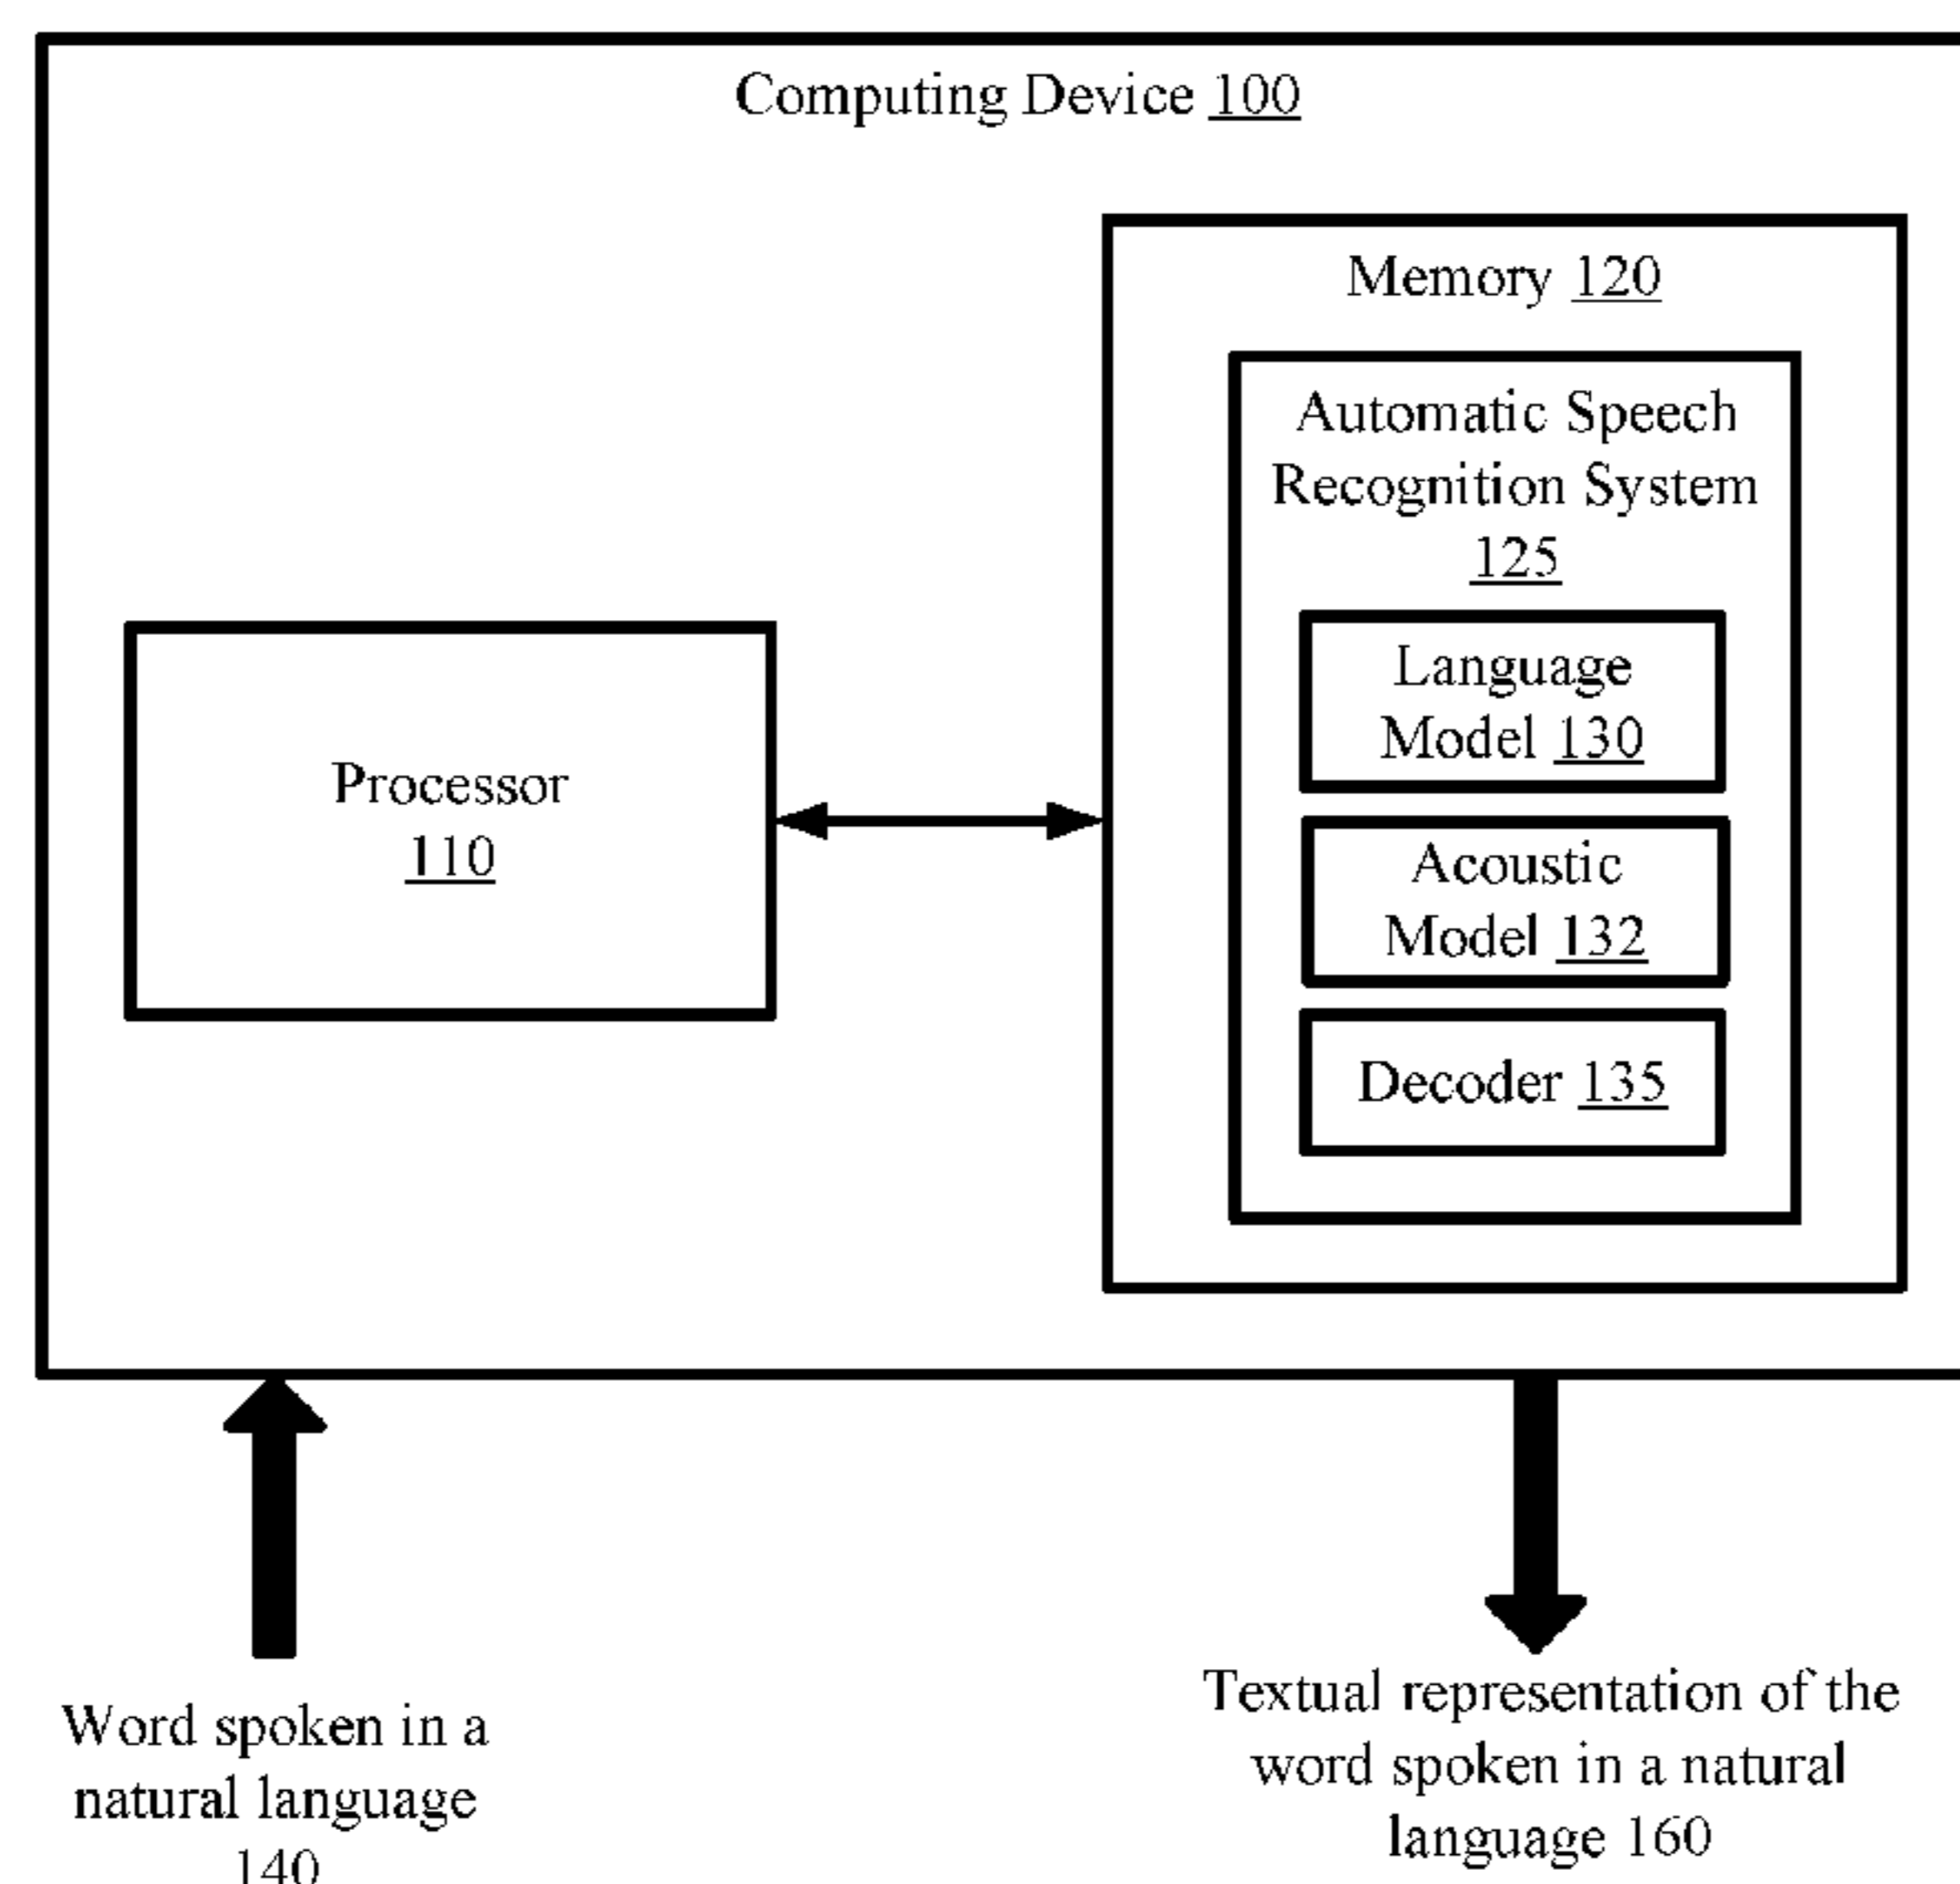 Computing Device 100
Memory 120
Automatic Speech
Recognition System
125
Language
Model 130
Acoustic
Model 132
Decoder 135
Processor
110
Word spoken in a
natural language
140
Textual representation of the
word spoken in a natural
language 160